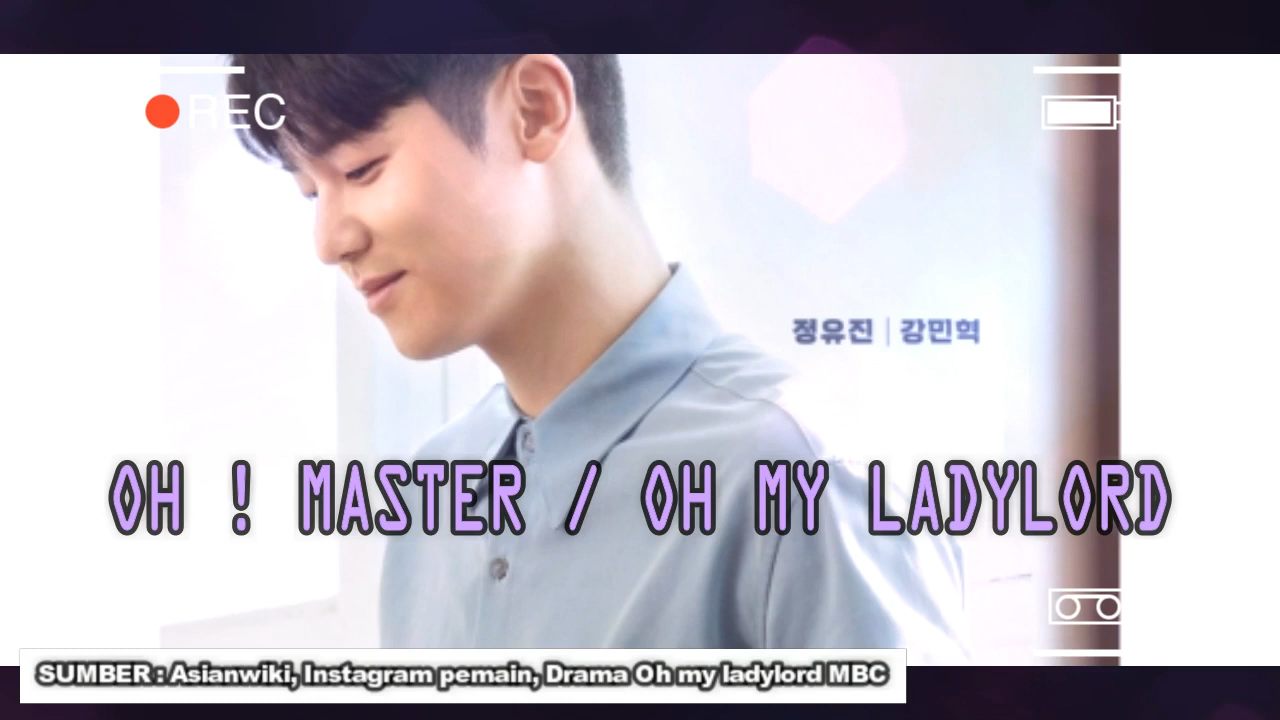 REC
정유진 | 강민혁
OH ! MASTER / OH MY LADYLORD
SUMBER : Asianwiki, Instagram pemain, Drama Oh my ladylord MBC